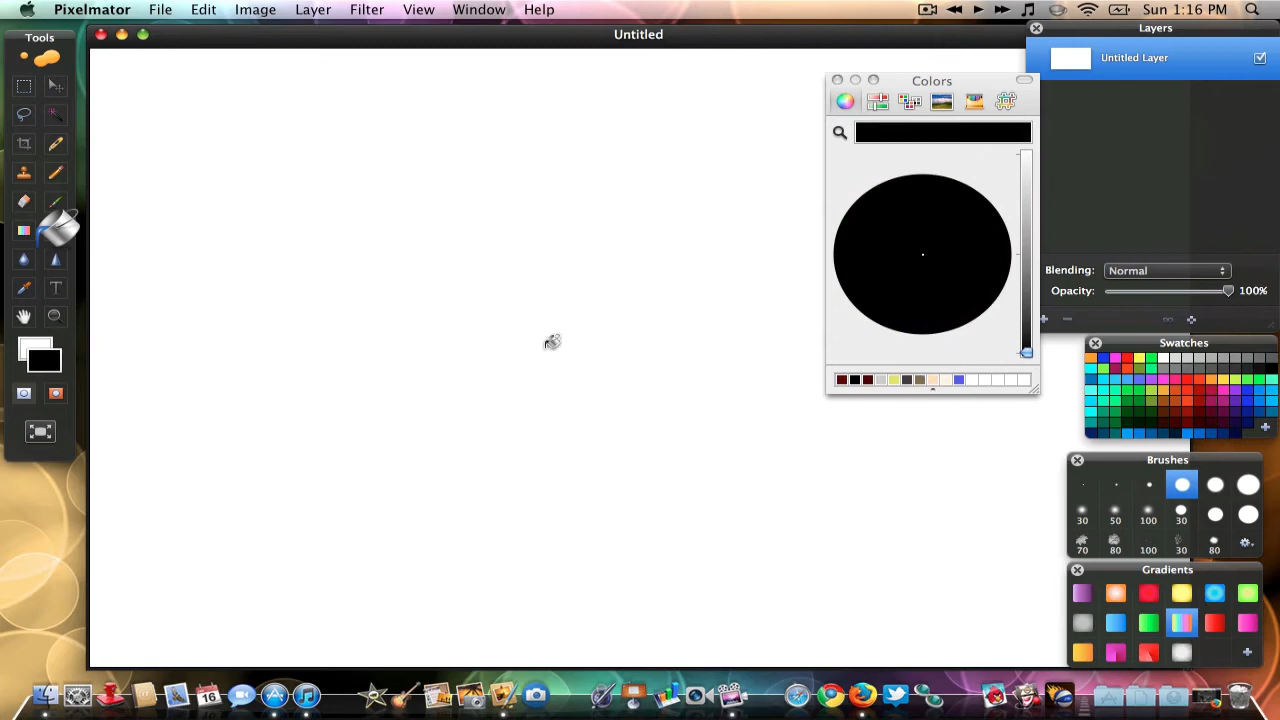 Pixelmator File Edit Image Layer Filter View Window Help Sun 1:16 PM
Tools
Untitled
Layers
Untitled Layer
Colors
Blending: Normal
Opacity: 100%
Swatches
Brushes
30 50 100 30
70 80 100 30 80
Gradients
16